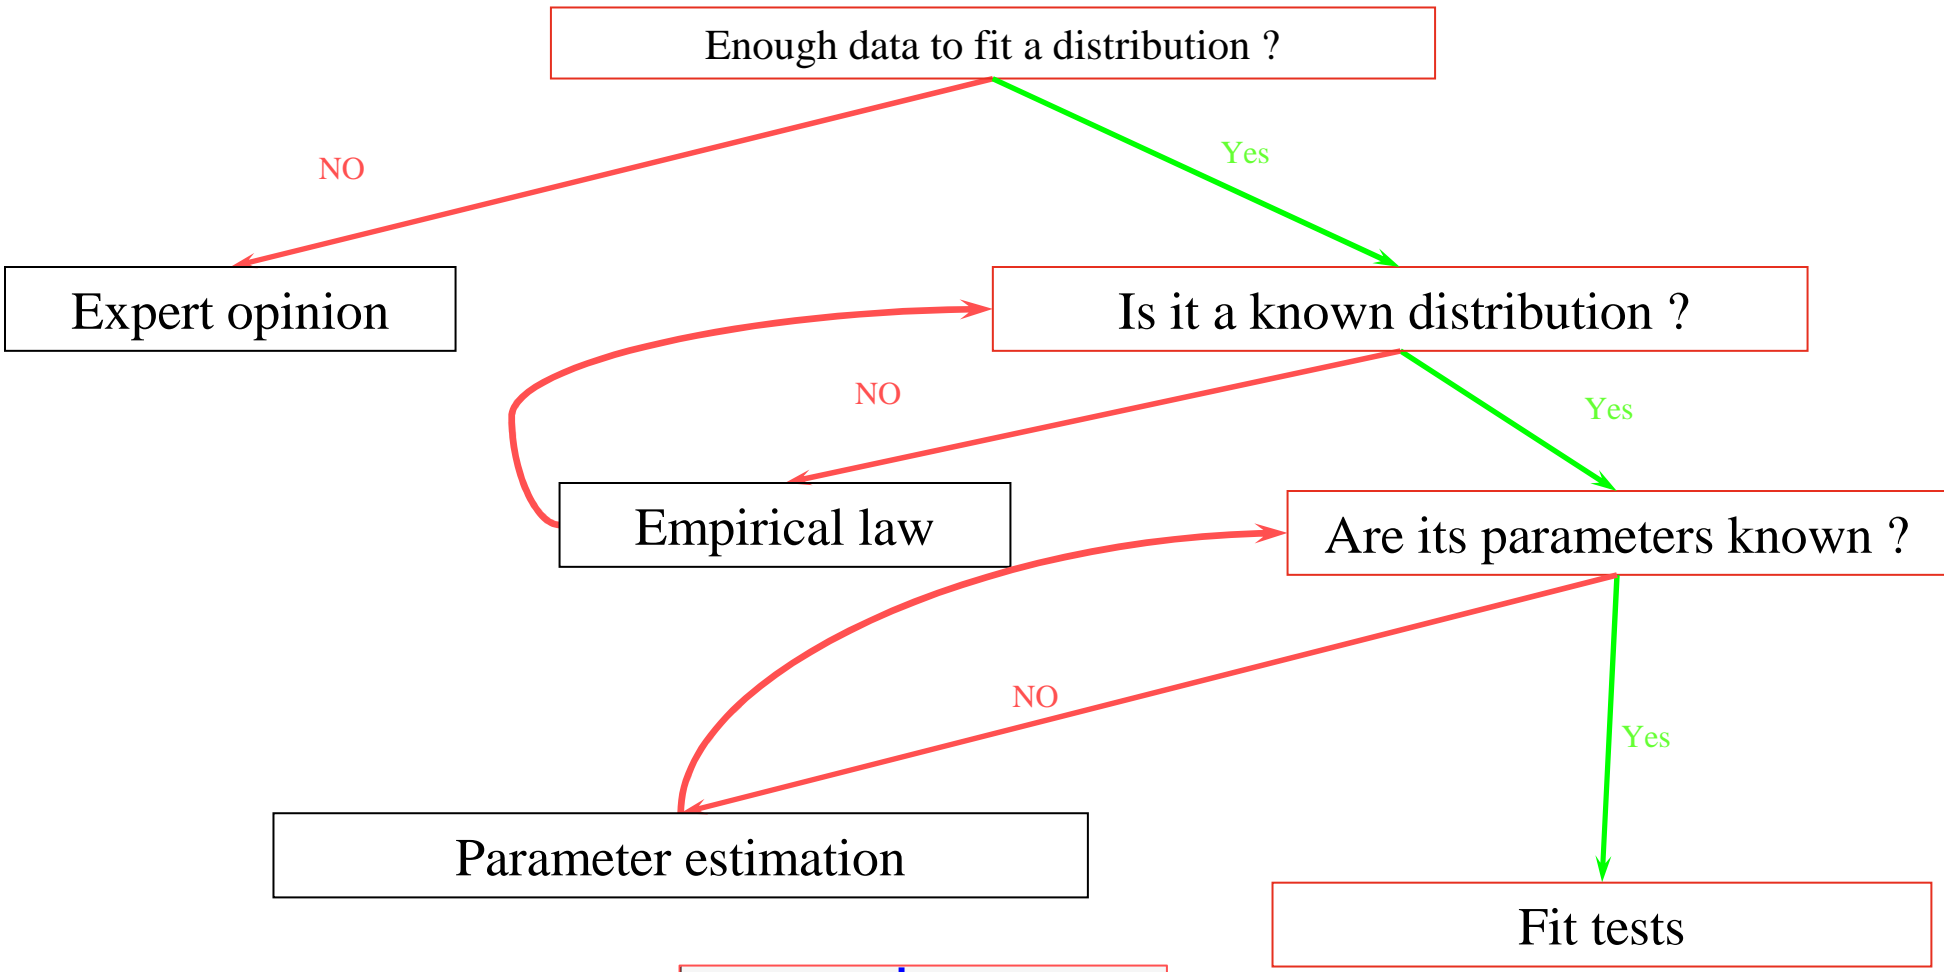 Enough data to fit a distribution ?
NO
Yes
Expert opinion
Is it a known distribution ?
NO
Yes
Empirical law
Are its parameters known ?
NO
Yes
Parameter estimation
Fit tests